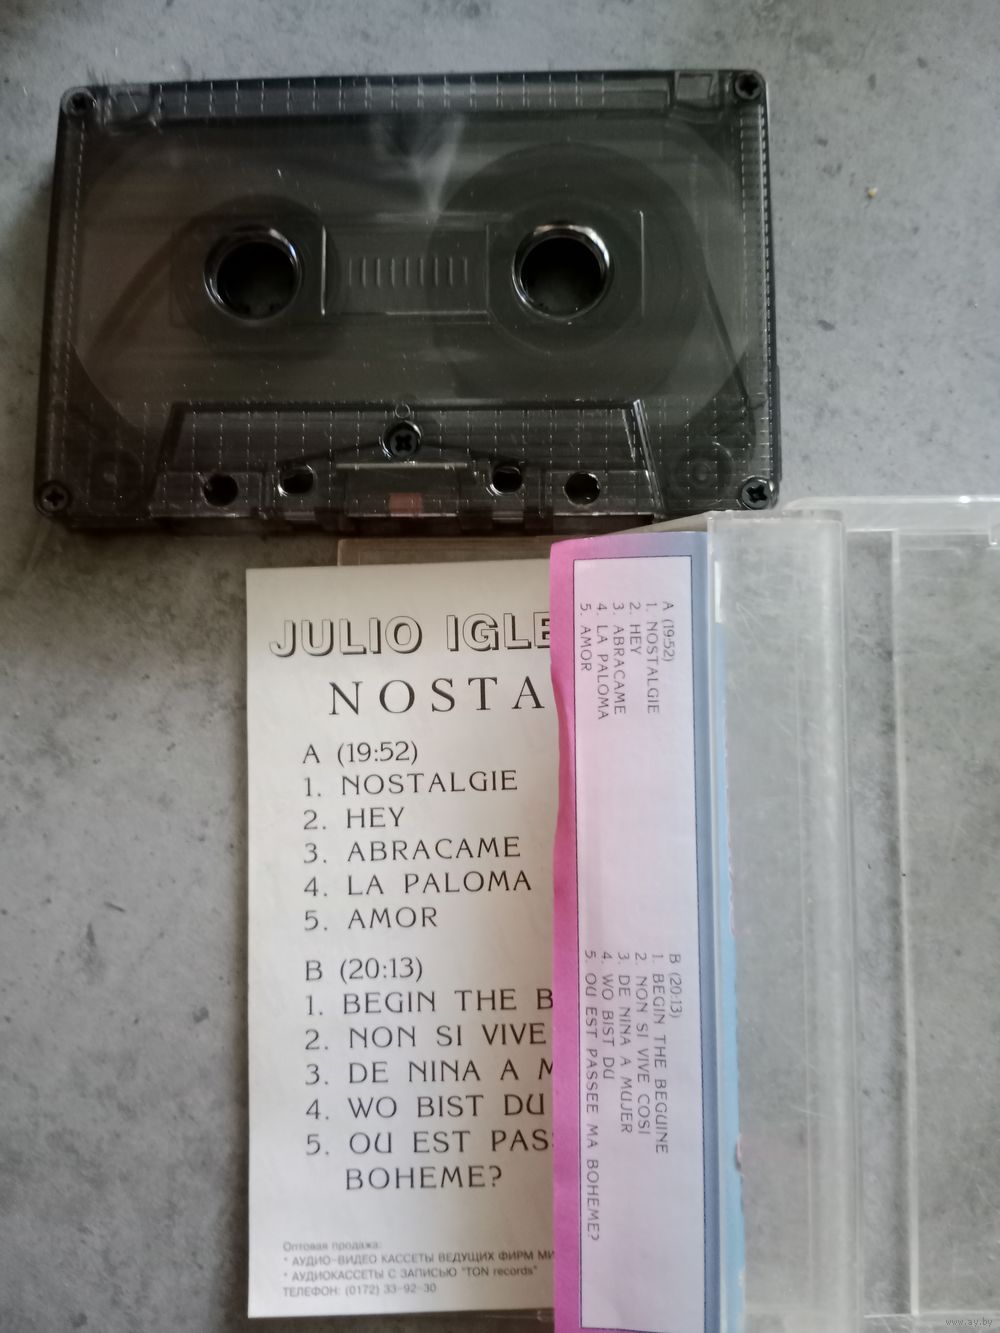 JULIO IGLE
NOSTA
A (19:52)
1. NOSTALGIE
2. HEY
3. ABRACAME
4. LA PALOMA
5. AMOR
B (20:13)
1. BEGIN THE B
2. NON SI VIVE
3. DE NINA A M
4. WO BIST DU
5. OU EST PAS
BOHEME?
Оптовая продажа:
* АУДИО-ВИДЕО КАССЕТЫ ВЕДУЩИХ ФИРМ МИ
* АУДИОКАССЕТЫ С ЗАПИСЬЮ "TON records"
ТЕЛЕФОН: (0172) 33-92-30
A (19:52)
1. NOSTALGIE
2. HEY
3. ABRACAME
4. LA PALOMA
5. AMOR
B (20:13)
1. BEGIN THE BEGUINE
2. NON SI VIVE COSI
3. DE NINA A MUJER
4. WO BIST DU
5. OU EST PASSEE MA BOHEME?
www.ay.by